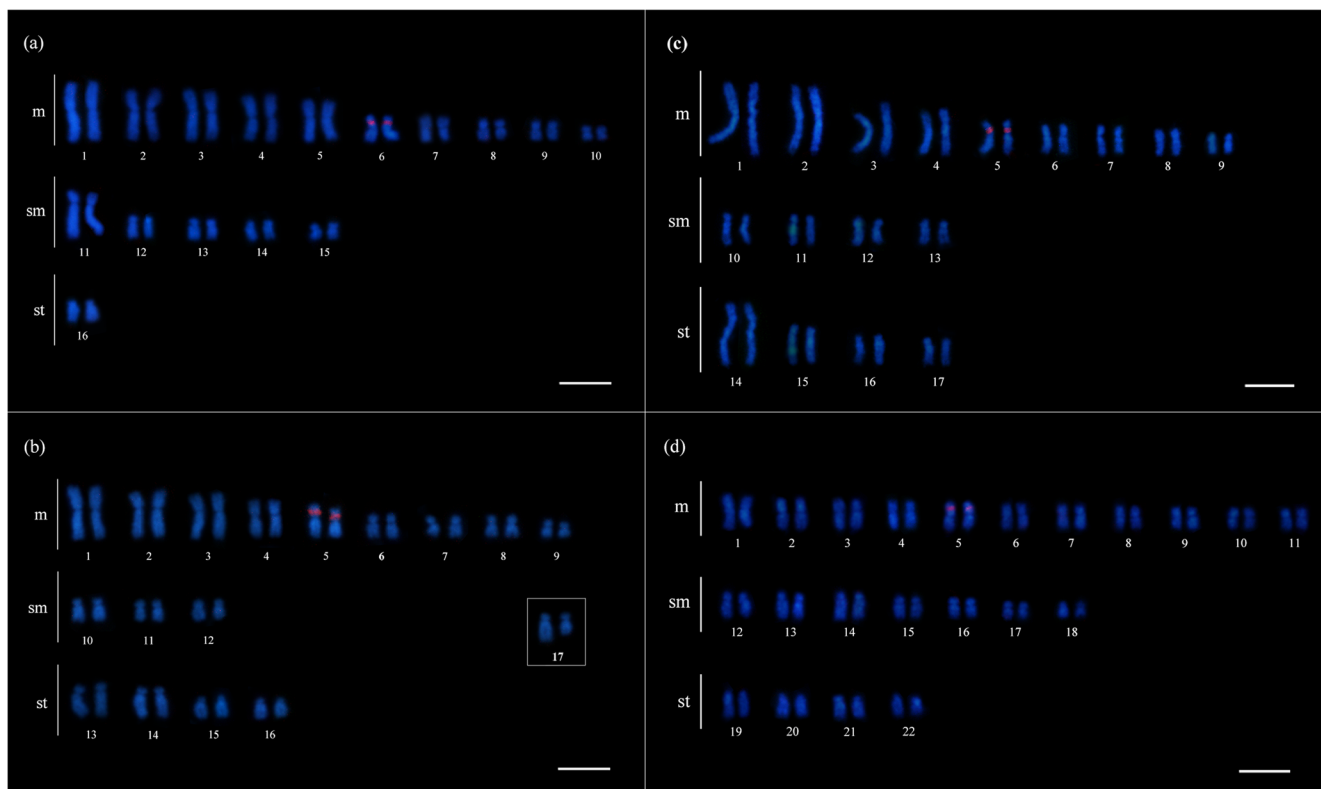 (a)
m
1 2 3 4 5 6 7 8 9 10
sm
11 12 13 14 15
st
16
(c)
m
1 2 3 4 5 6 7 8 9
sm
10 11 12 13
st
14 15 16 17
(b)
m
1 2 3 4 5 6 7 8 9
sm
10 11 12
17
st
13 14 15 16
(d)
m
1 2 3 4 5 6 7 8 9 10 11
sm
12 13 14 15 16 17 18
st
19 20 21 22